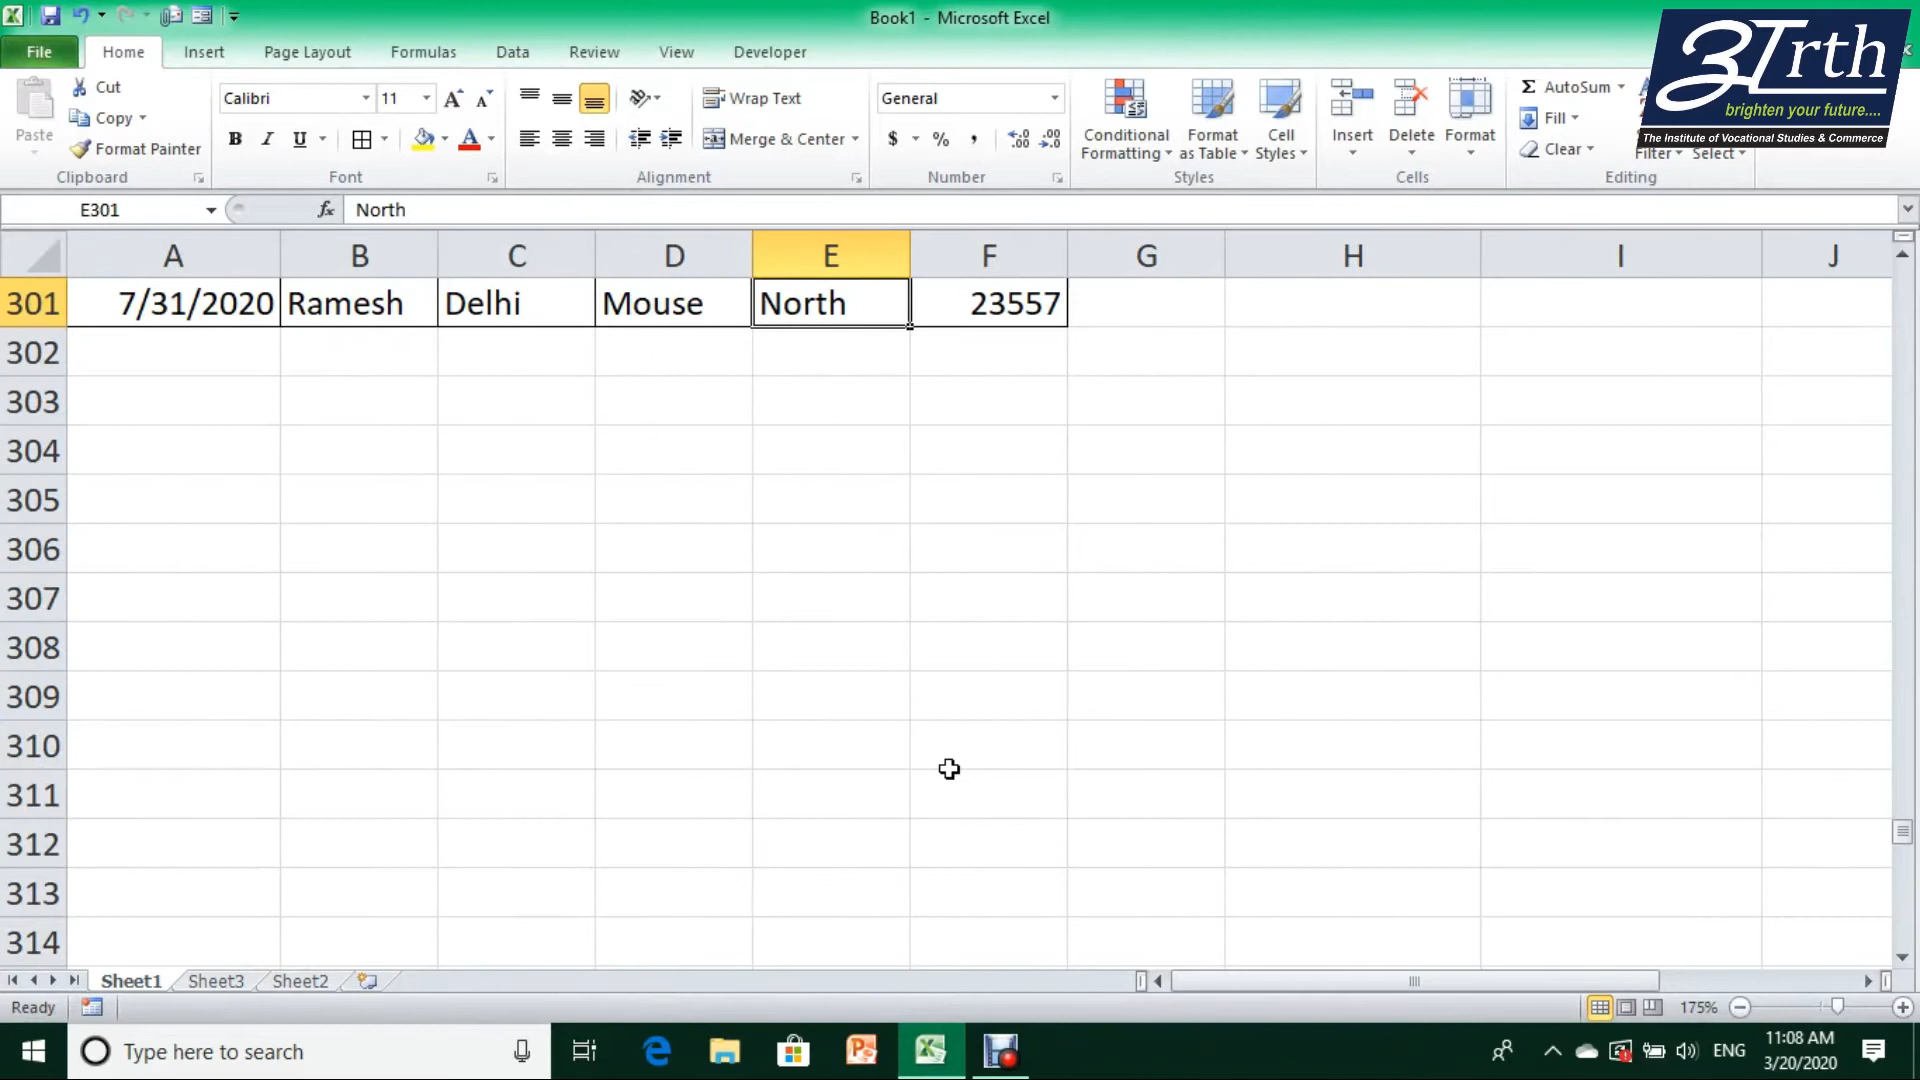 Book1 - Microsoft Excel
3Tirth
brighten your future....
The Institute of Vocational Studies & Commerce
File Home Insert Page Layout Formulas Data Review View Developer
Paste
Cut
Copy
Format Painter
Clipboard
Calibri 11
B I U A
Font
Wrap Text
Merge & Center
Alignment
General
$ % ,
Number
Conditional Formatting
Format as Table
Cell Styles
Styles
Insert Delete Format
Cells
Σ AutoSum
Fill
Clear
Filter Select
Editing
E301 fx North
A B C D E F G H I J
301 7/31/2020 Ramesh Delhi Mouse North 23557
302
303
304
305
306
307
308
309
310
311
312
313
314
Sheet1 Sheet3 Sheet2
Ready 175%
Type here to search
ENG
11:08 AM
3/20/2020